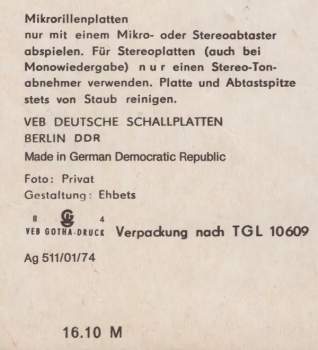 Mikrorillenplatten
nur mit einem Mikro- oder Stereoabtaster
abspielen. Für Stereoplatten (auch bei
Monowiedergabe) n u r einen Stereo-Ton-
abnehmer verwenden. Platte und Abtastspitze
stets von Staub reinigen.
VEB DEUTSCHE SCHALLPLATTEN
BERLIN DDR
Made in German Democratic Republic
Foto: Privat
Gestaltung: Ehbets
R G 4
VEB GOTHA-DRUCK Verpackung nach TGL 10609
Ag 511/01/74
16.10 M